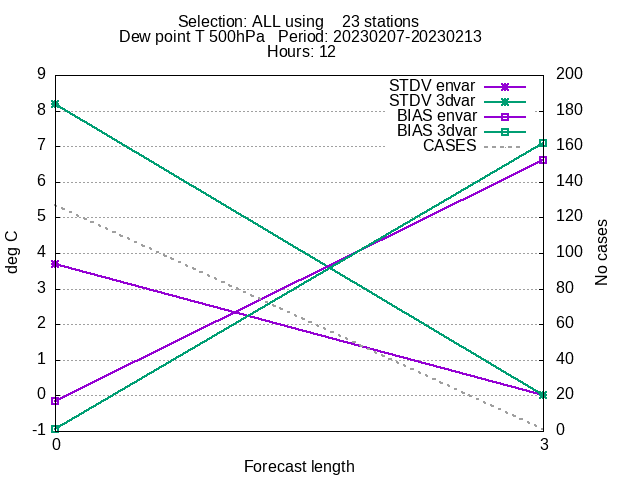 Selection: ALL using    23 stations
Dew point T 500hPa   Period: 20230207-20230213
Hours: 12
9
8
7
6
5
4
3
2
1
0
-1
200
180
160
140
120
100
80
60
40
20
0
STDV envar
STDV 3dvar
BIAS envar
BIAS 3dvar
CASES
deg C
No cases
0
3
Forecast length